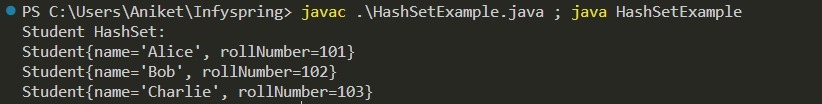 PS C:\Users\Aniket\Infyspring> javac .\HashSetExample.java ; java HashSetExample
Student HashSet:
Student{name='Alice', rollNumber=101}
Student{name='Bob', rollNumber=102}
Student{name='Charlie', rollNumber=103}